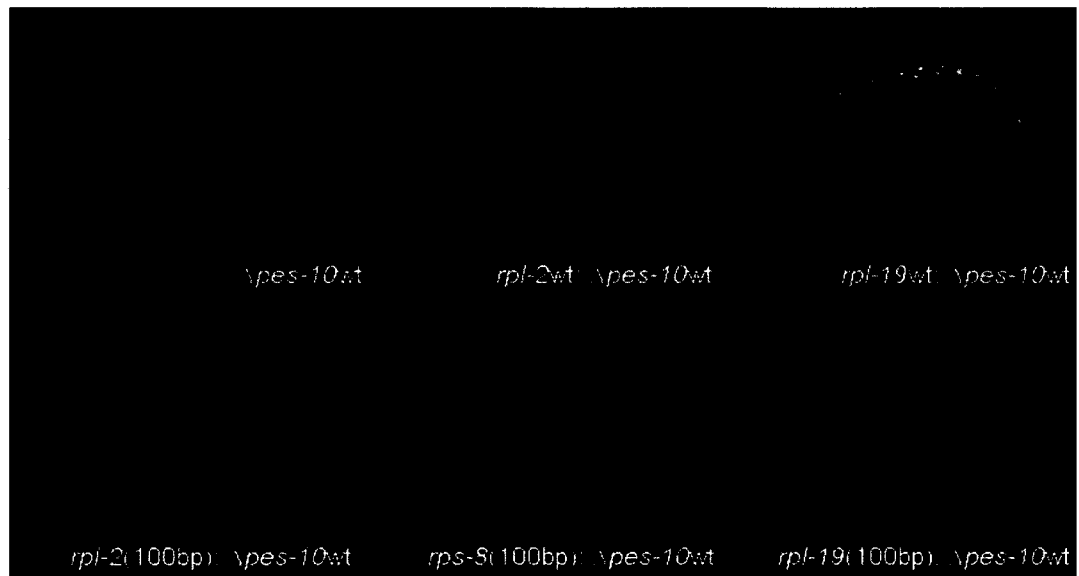 \pes-10wt
rpl-2wt: \pes-10wt
rpl-19wt: \pes-10wt
rpl-2(100bp): \pes-10wt
rps-8(100bp): \pes-10wt
rpl-19(100bp): \pes-10wt